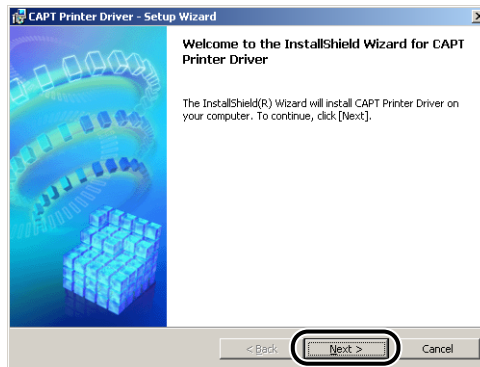 CAPT Printer Driver - Setup Wizard
Welcome to the InstallShield Wizard for CAPT
Printer Driver
The InstallShield(R) Wizard will install CAPT Printer Driver on
your computer. To continue, click [Next].
< Back Next > Cancel